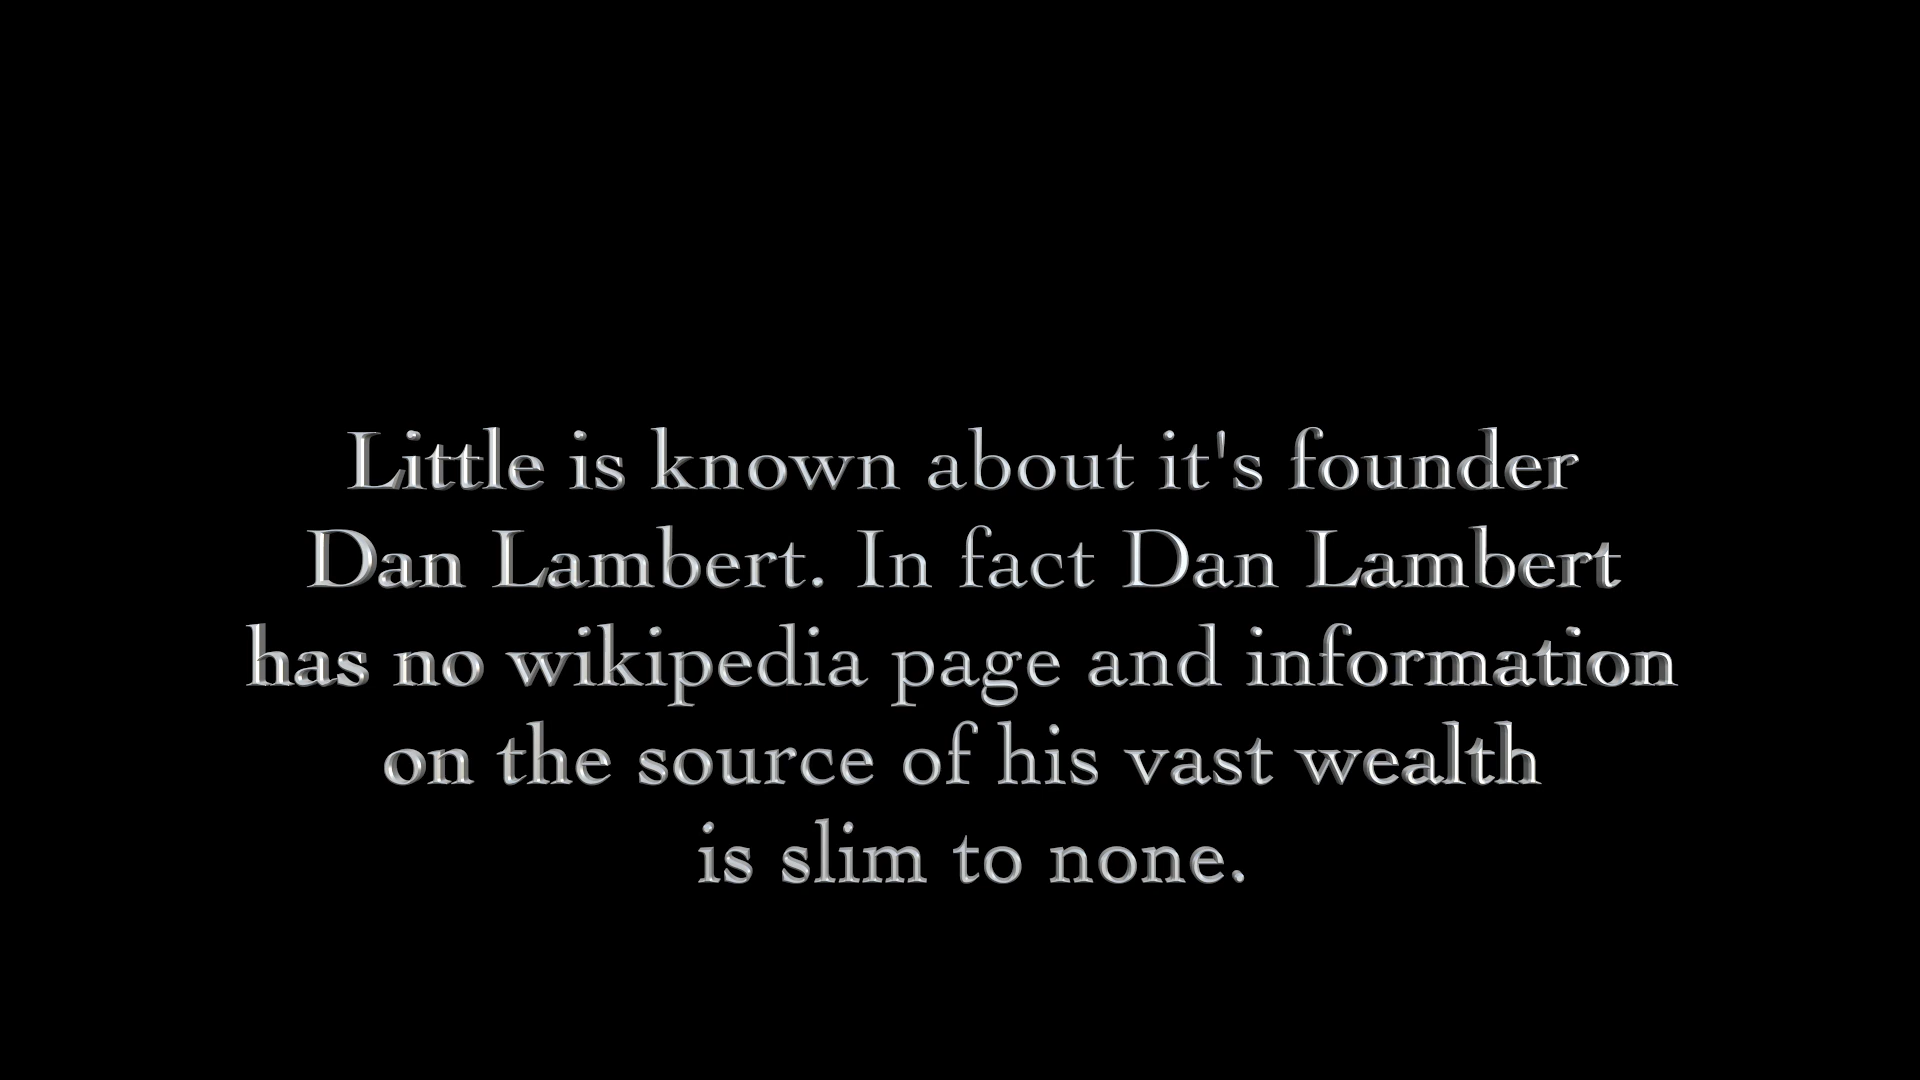 Little is known about it's founder
Dan Lambert. In fact Dan Lambert
has no wikipedia page and information
on the source of his vast wealth
is slim to none.